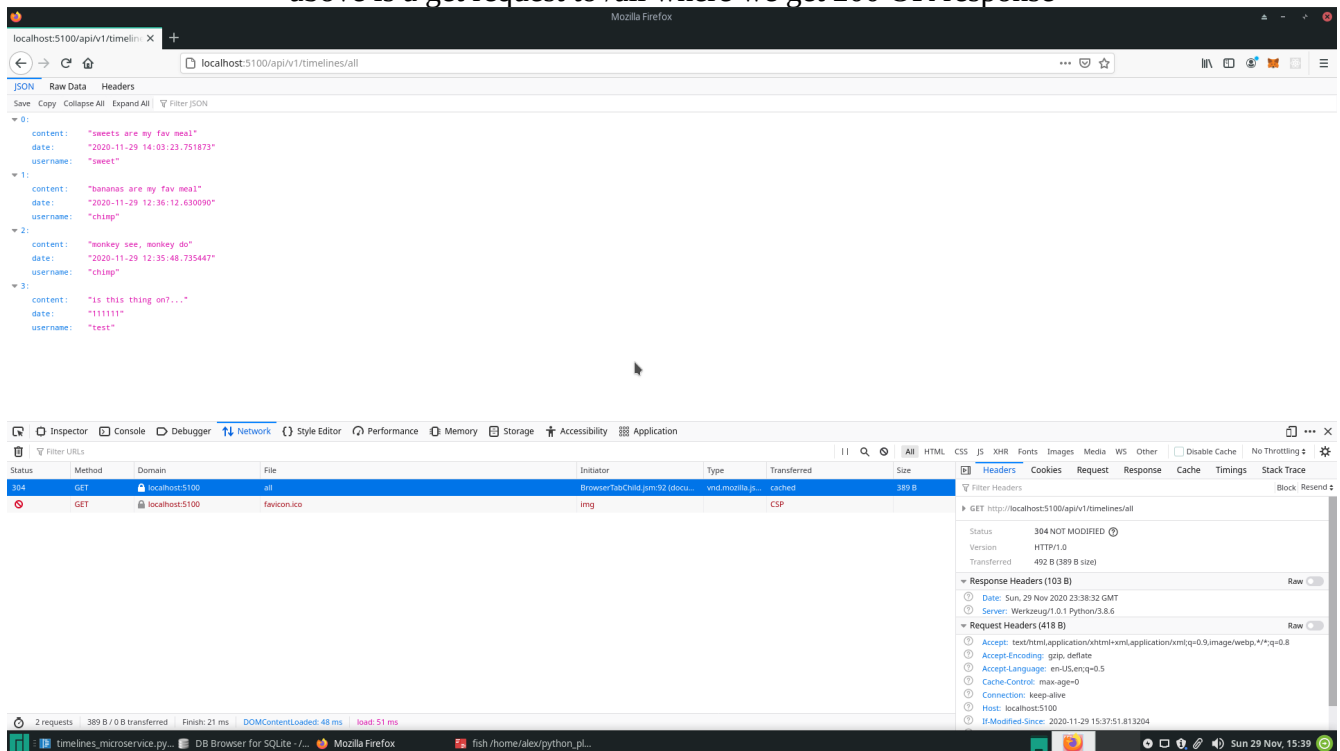 above is a get request to /all where we get 200 OK response
Mozilla Firefox
localhost:5100/api/v1/timelin
localhost:5100/api/v1/timelines/all
JSON Raw Data Headers
Save Copy Collapse All Expand All Filter JSON
0:
content: "sweets are my fav meal"
date: "2020-11-29 14:03:23.751873"
username: "sweet"
1:
content: "bananas are my fav meal"
date: "2020-11-29 12:36:12.630090"
username: "chimp"
2:
content: "monkey see, monkey do"
date: "2020-11-29 12:35:48.735447"
username: "chimp"
3:
content: "is this thing on?..."
date: "111111"
username: "test"
Inspector Console Debugger Network Style Editor Performance Memory Storage Accessibility Application
Filter URLs All HTML CSS JS XHR Fonts Images Media WS Other Disable Cache No Throttling
Status Method Domain File Initiator Type Transferred Size Headers Cookies Request Response Cache Timings Stack Trace
304 GET localhost:5100 all BrowserTabChild.jsm:92 (docu... vnd.mozilla.js... cached 389 B
GET localhost:5100 favicon.ico img CSP
Filter Headers Block Resend
GET http://localhost:5100/api/v1/timelines/all
Status 304 NOT MODIFIED
Version HTTP/1.0
Transferred 492 B (389 B size)
Response Headers (103 B) Raw
Date: Sun, 29 Nov 2020 23:38:32 GMT
Server: Werkzeug/1.0.1 Python/3.8.6
Request Headers (418 B) Raw
Accept: text/html,application/xhtml+xml,application/xml;q=0.9,image/webp,*/*;q=0.8
Accept-Encoding: gzip, deflate
Accept-Language: en-US,en;q=0.5
Cache-Control: max-age=0
Connection: keep-alive
Host: localhost:5100
If-Modified-Since: 2020-11-29 15:37:51.813204
2 requests 389 B / 0 B transferred Finish: 21 ms DOMContentLoaded: 48 ms load: 51 ms
timelines_microservice.py... DB Browser for SQLite - /... Mozilla Firefox fish /home/alex/python_pl... Sun 29 Nov, 15:39